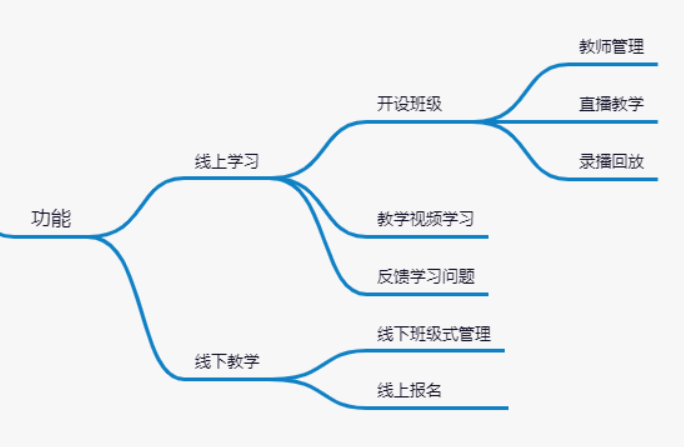 功能
线上学习
开设班级
教师管理
直播教学
录播回放
教学视频学习
反馈学习问题
线下教学
线下班级式管理
线上报名